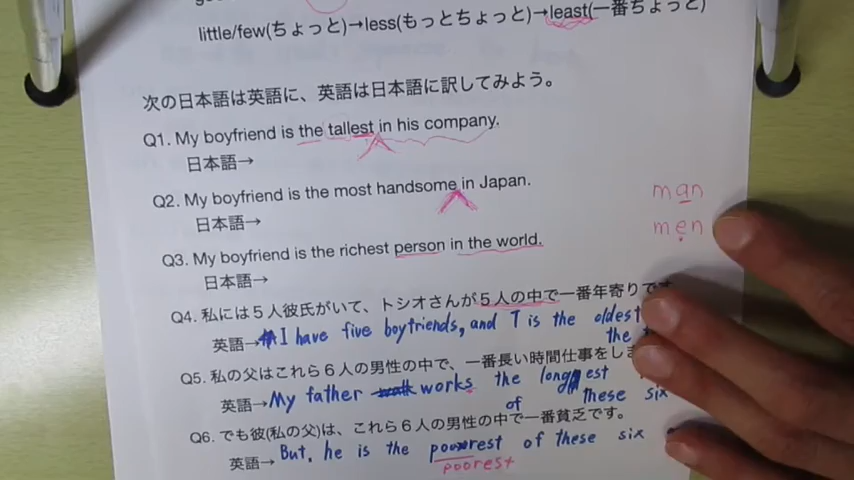 little/few(ちょっと)→less(もっとちょっと)→least(一番ちょっと)
次の日本語は英語に、英語は日本語に訳してみよう。
Q1. My boyfriend is the tallest in his company.
日本語→
Q2. My boyfriend is the most handsome in Japan.
日本語→
man
men
Q3. My boyfriend is the richest person in the world.
日本語→
Q4. 私には5人彼氏がいて、トシオさんが5人の中で一番年寄りです
英語→I have five boyfriends, and T is the oldest
the
Q5. 私の父はこれら6人の男性の中で、一番長い時間仕事をしま
英語→My father works the longest
of these six
Q6. でも彼(私の父)は、これら6人の男性の中で一番貧乏です。
英語→But, he is the poorest of these six
poorest